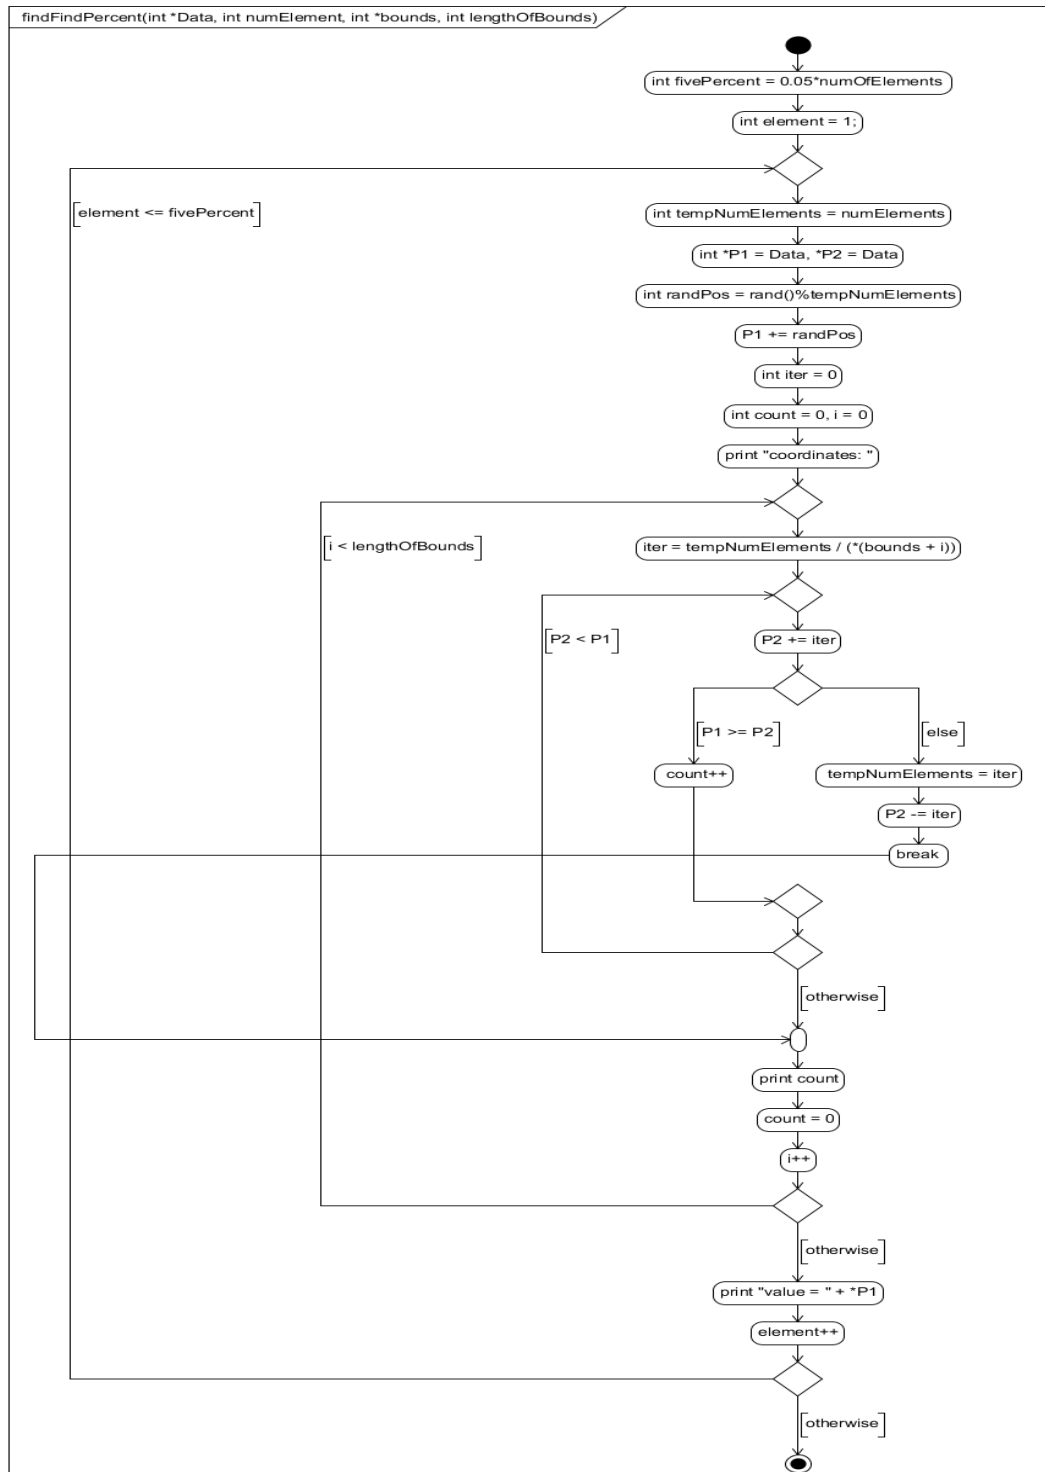 findFindPercent(int *Data, int numElement, int *bounds, int lengthOfBounds)
int fivePercent = 0.05*numOfElements
int element = 1;
[element <= fivePercent]
int tempNumElements = numElements
int *P1 = Data, *P2 = Data
int randPos = rand()%tempNumElements
P1 += randPos
int iter = 0
int count = 0, i = 0
print "coordinates: "
[i < lengthOfBounds]
iter = tempNumElements / (*(bounds + i))
[P2 < P1]
P2 += iter
[P1 >= P2]
[else]
count++
tempNumElements = iter
P2 -= iter
break
[otherwise]
print count
count = 0
i++
[otherwise]
print "value = " + *P1
element++
[otherwise]